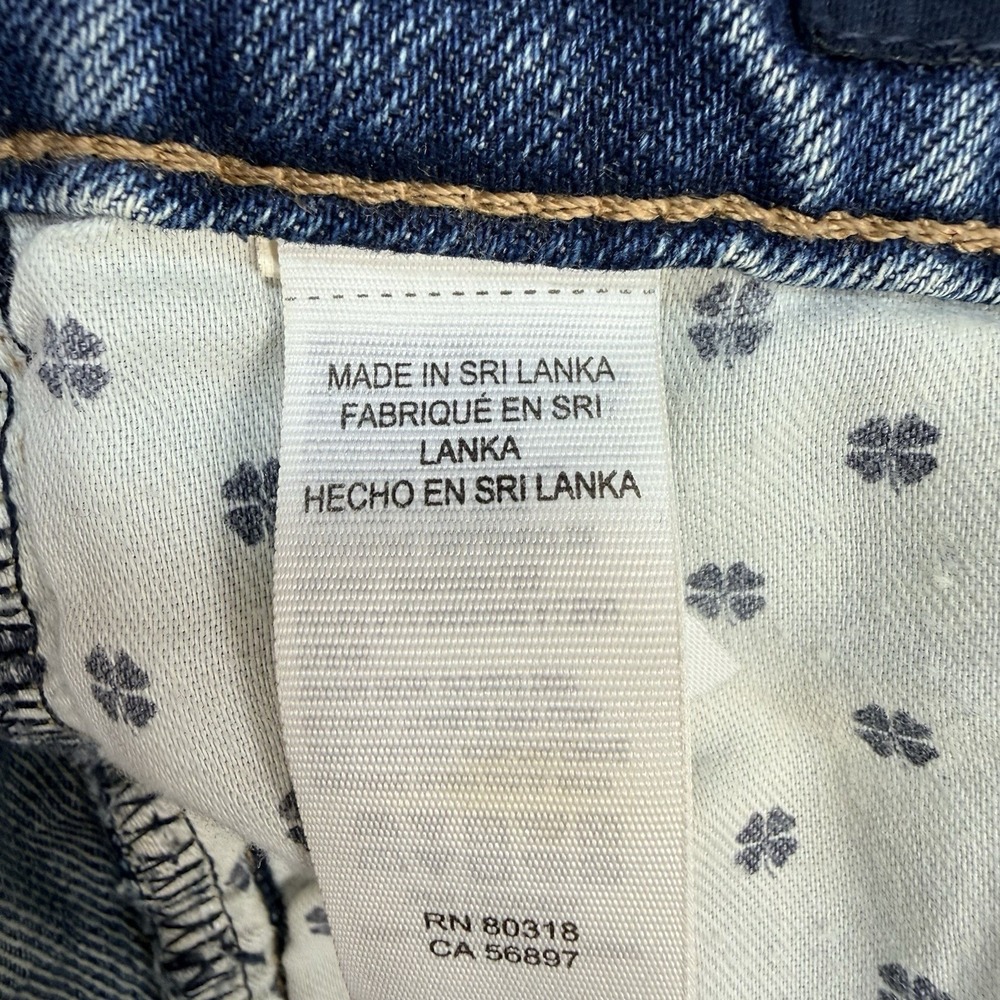 MADE IN SRI LANKA
FABRIQUÉ EN SRI
LANKA
HECHO EN SRI LANKA
RN 80318
CA 56897